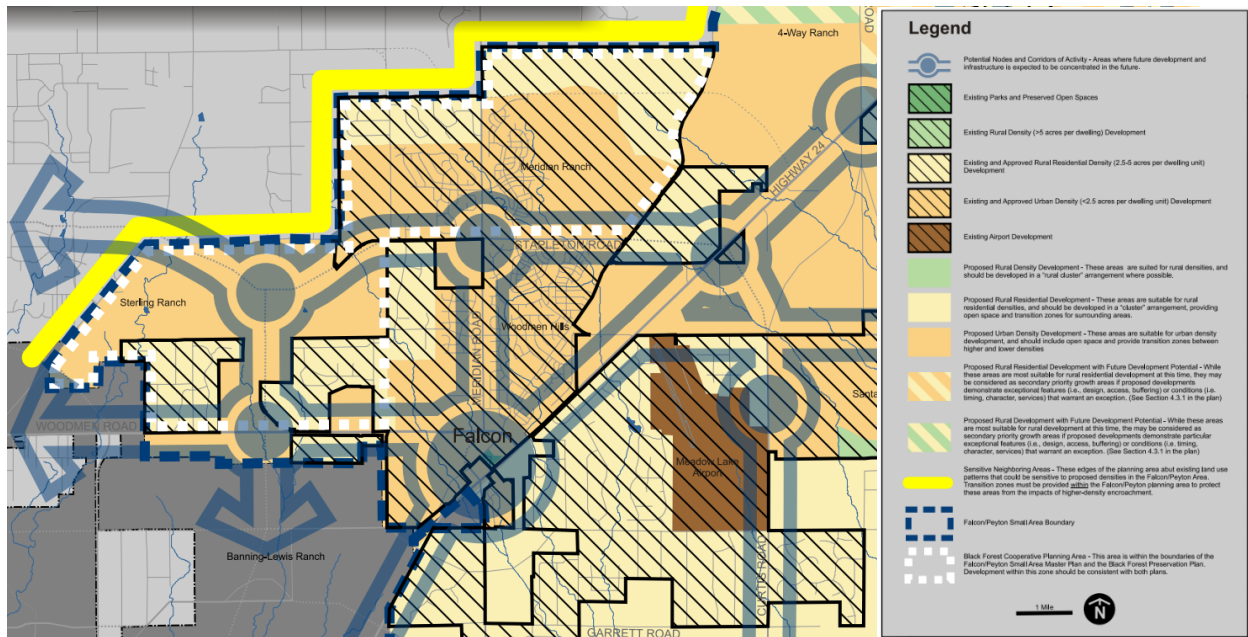 4-Way Ranch
ROAD
Meridian Ranch
HIGHWAY 24
STAPLETON ROAD
Sterling Ranch
Woodmen Hills
MERIDIAN ROAD
Santa
WOODMEN ROAD
Falcon
Meadow Lake
Airport
Banning-Lewis Ranch
CURTIS ROAD
GARRETT ROAD
Legend
Potential Nodes and Corridors of Activity - Areas where future development and
infrastructure is expected to be concentrated in the future.
Existing Parks and Preserved Open Spaces
Existing Rural Density (>5 acres per dwelling) Development
Existing and Approved Rural Residential Density (2.5-5 acres per dwelling unit)
Development
Existing and Approved Urban Density (<2.5 acres per dwelling unit) Development
Existing Airport Development
Proposed Rural Density Development - These areas are suited for rural densities, and
should be developed in a "rural cluster" arrangement where possible.
Proposed Rural Residential Development - These areas are suitable for rural
residential densities, and should be developed in a "cluster" arrangement, providing
open space and transition zones for surrounding areas.
Proposed Urban Density Development - These areas are suitable for urban density
development, and should include open space and provide transition zones between
higher and lower densities
Proposed Rural Residential Development with Future Development Potential - While
these areas are most suitable for rural residential development at this time, they may
be considered as secondary priority growth areas if proposed developments
demonstrate exceptional features (i.e., design, access, buffering) or conditions (i.e.
timing, character, services) that warrant an exception. (See Section 4.3.1 in the plan)
Proposed Rural Development with Future Development Potential - While these areas
are most suitable for rural development at this time, the may be considered as
secondary priority growth areas if proposed developments demonstrate particular
exceptional features (i.e., design, access, buffering) or conditions (i.e. timing,
character, services) that warrant an exception. (See Section 4.3.1 in the plan)
Sensitive Neighboring Areas - These edges of the planning area abut existing land use
patterns that could be sensitive to proposed densities in the Falcon/Peyton Area.
Transition zones must be provided within the Falcon/Peyton planning area to protect
these areas from the impacts of higher-density encroachment.
Falcon/Peyton Small Area Boundary
Black Forest Cooperative Planning Area - This area is within the boundaries of the
Falcon/Peyton Small Area Master Plan and the Black Forest Preservation Plan.
Development within this zone should be consistent with both plans.
1 Mile
N